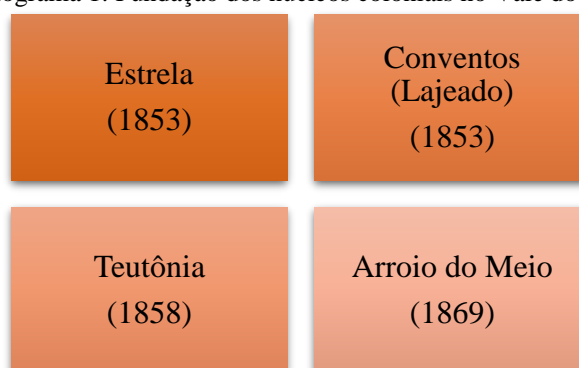 ograma 1: Fundação dos núcleos coloniais no Vale do
Estrela
(1853)
Conventos
(Lajeado)
(1853)
Teutônia
(1858)
Arroio do Meio
(1869)